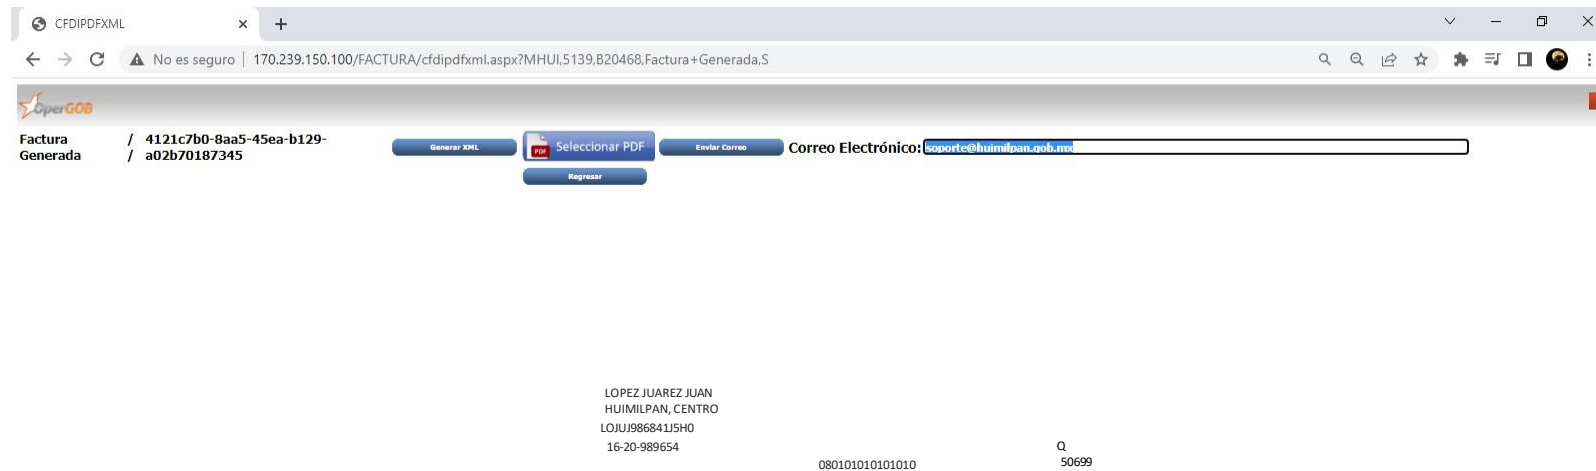 CFDIPDFXML
No es seguro | 170.239.150.100/FACTURA/cfdipdfxml.aspx?MHUI,5139,B20468,Factura+Generada,S
OperGOB
Factura Generada
/ 4121c7b0-8aa5-45ea-b129-
/ a02b70187345
Generar XML
PDF Seleccionar PDF
Enviar Correo
Correo Electrónico: soporte@huimilpan.gob.mx
Regresar
LOPEZ JUAREZ JUAN
HUIMILPAN, CENTRO
LOJUJ986841J5H0
16-20-989654
Q
080101010101010
50699